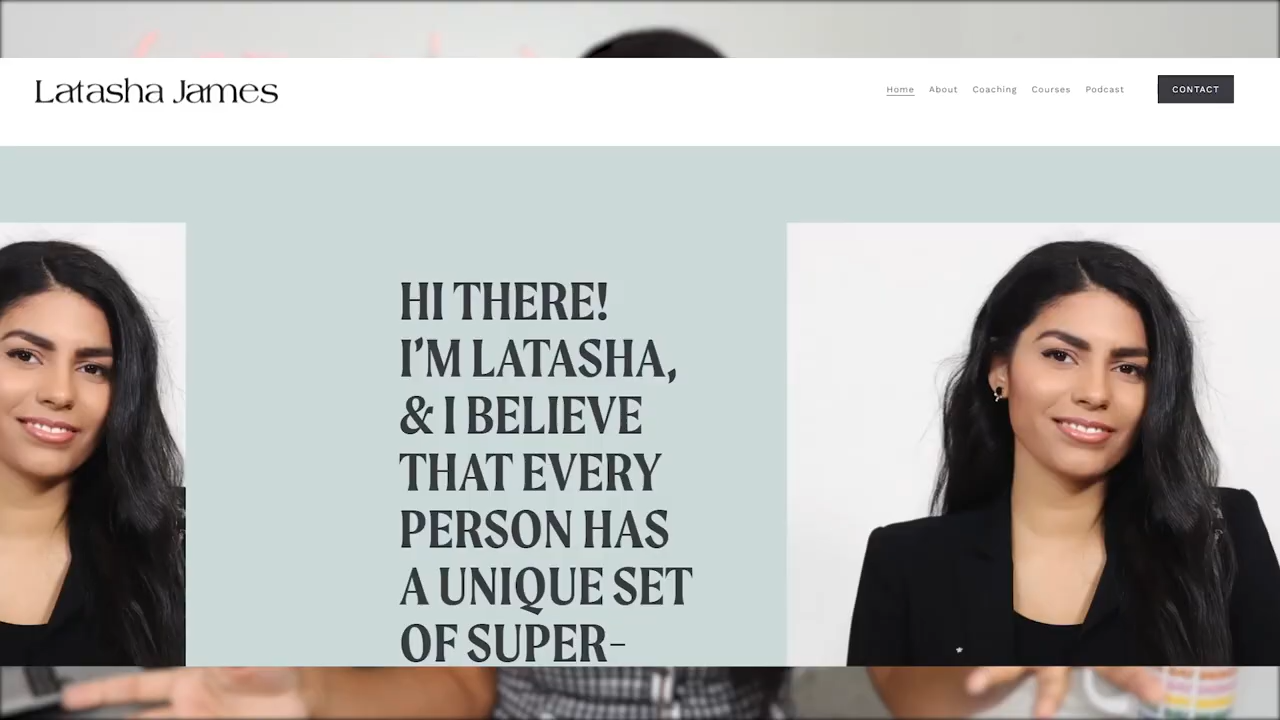 Latasha James
Home About Coaching Courses Podcast CONTACT
HI THERE!
I'M LATASHA,
& I BELIEVE
THAT EVERY
PERSON HAS
A UNIQUE SET
OF SUPER-